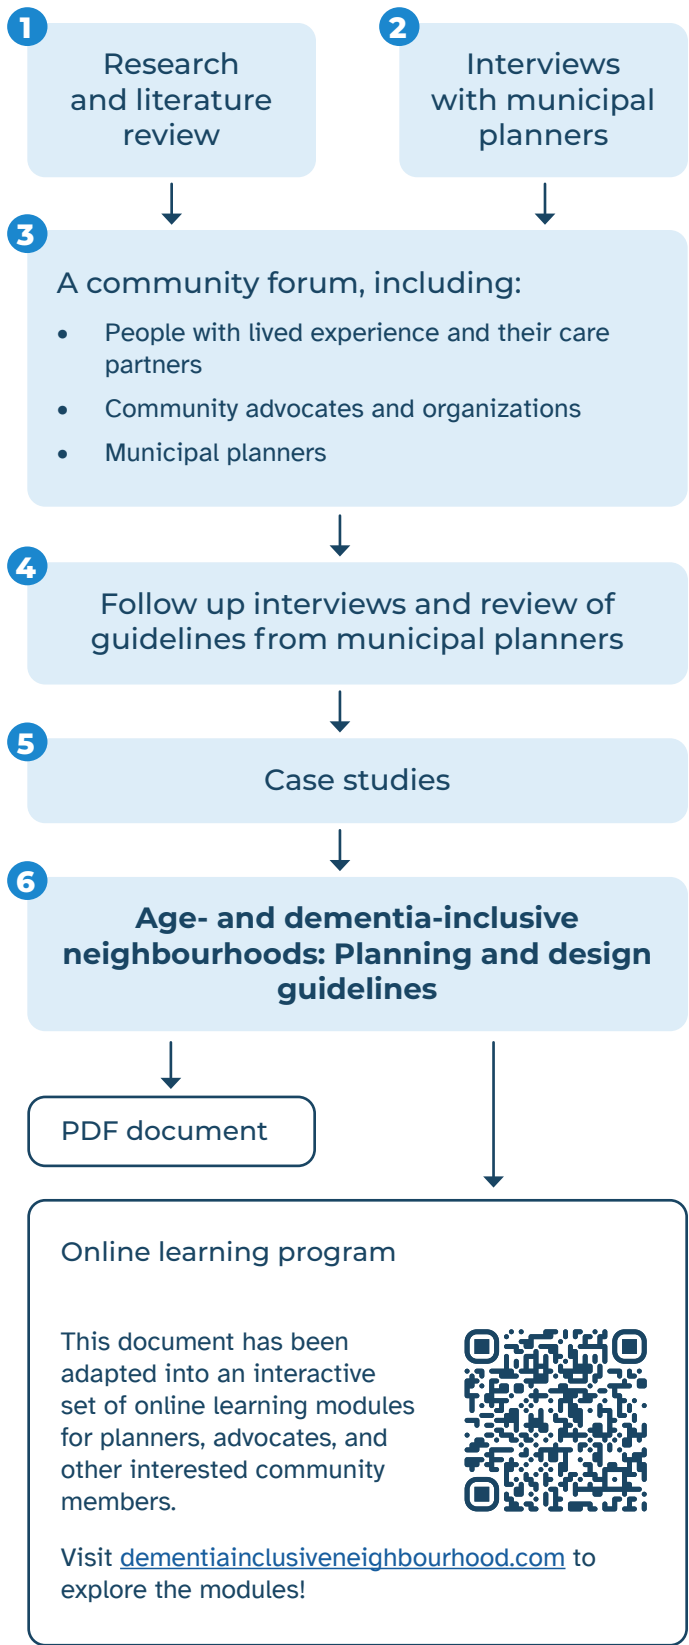 1
Research
and literature
review
2
Interviews
with municipal
planners
3
A community forum, including:
• People with lived experience and their care
partners
• Community advocates and organizations
• Municipal planners
4
Follow up interviews and review of
guidelines from municipal planners
5
Case studies
6
Age- and dementia-inclusive
neighbourhoods: Planning and design
guidelines
PDF document
Online learning program
This document has been
adapted into an interactive
set of online learning modules
for planners, advocates, and
other interested community
members.
Visit dementiainclusiveneighbourhood.com to
explore the modules!